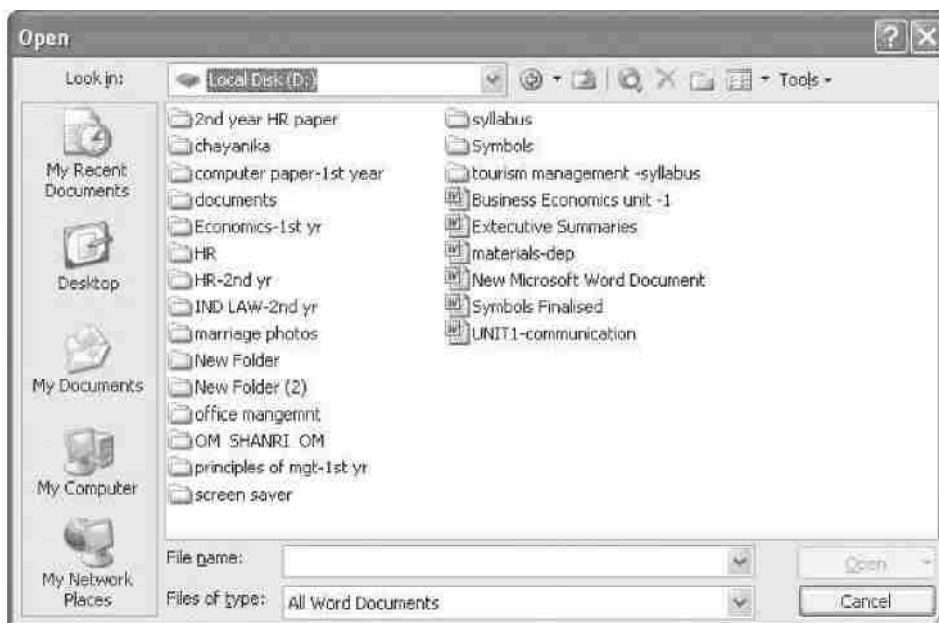 Open
Look in:
Local Disk (D:)
Tools
My Recent
Documents
Desktop
My Documents
My Computer
My Network
Places
2nd year HR paper
chayanika
computer paper-1st year
documents
Economics-1st yr
HR
HR-2nd yr
IND LAW-2nd yr
marriage photos
New Folder
New Folder (2)
office mangemnt
OM SHANRI OM
principles of mgt-1st yr
screen saver
syllabus
Symbols
tourism management -syllabus
Business Economics unit -1
Extecutive Summaries
materials-dep
New Microsoft Word Document
Symbols Finalised
UNIT1-communication
File name:
Open
Files of type:
All Word Documents
Cancel